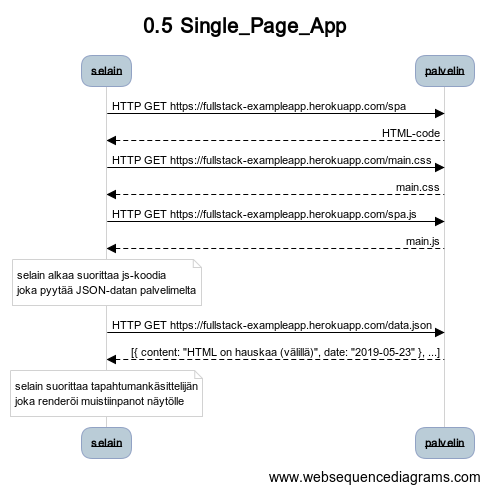 0.5 Single_Page_App
selain
palvelin
HTTP GET https://fullstack-exampleapp.herokuapp.com/spa
HTML-code
HTTP GET https://fullstack-exampleapp.herokuapp.com/main.css
main.css
HTTP GET https://fullstack-exampleapp.herokuapp.com/spa.js
main.js
selain alkaa suorittaa js-koodia
joka pyytää JSON-datan palvelimelta
HTTP GET https://fullstack-exampleapp.herokuapp.com/data.json
[{ content: "HTML on hauskaa (välillä)", date: "2019-05-23" }, ...]
selain suorittaa tapahtumankäsittelijän
joka renderöi muistiinpanot näytölle
selain
palvelin
www.websequencediagrams.com